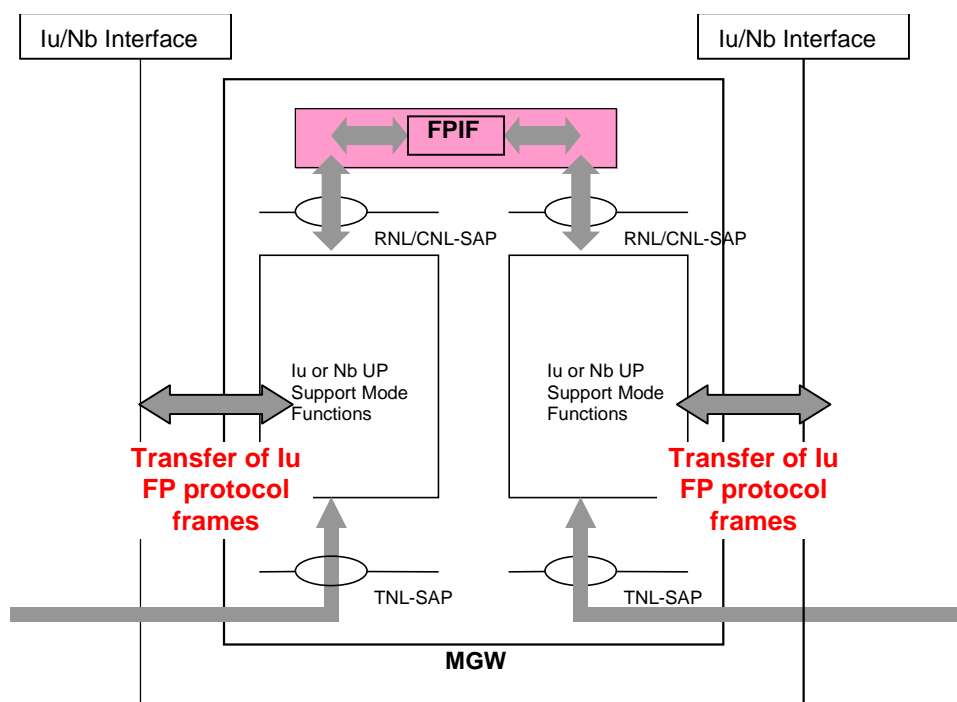 Iu/Nb Interface
Iu/Nb Interface
FPIF
RNL/CNL-SAP
RNL/CNL-SAP
Iu or Nb UP
Support Mode
Functions
Iu or Nb UP
Support Mode
Functions
Transfer of Iu
FP protocol
frames
Transfer of Iu
FP protocol
frames
TNL-SAP
TNL-SAP
MGW